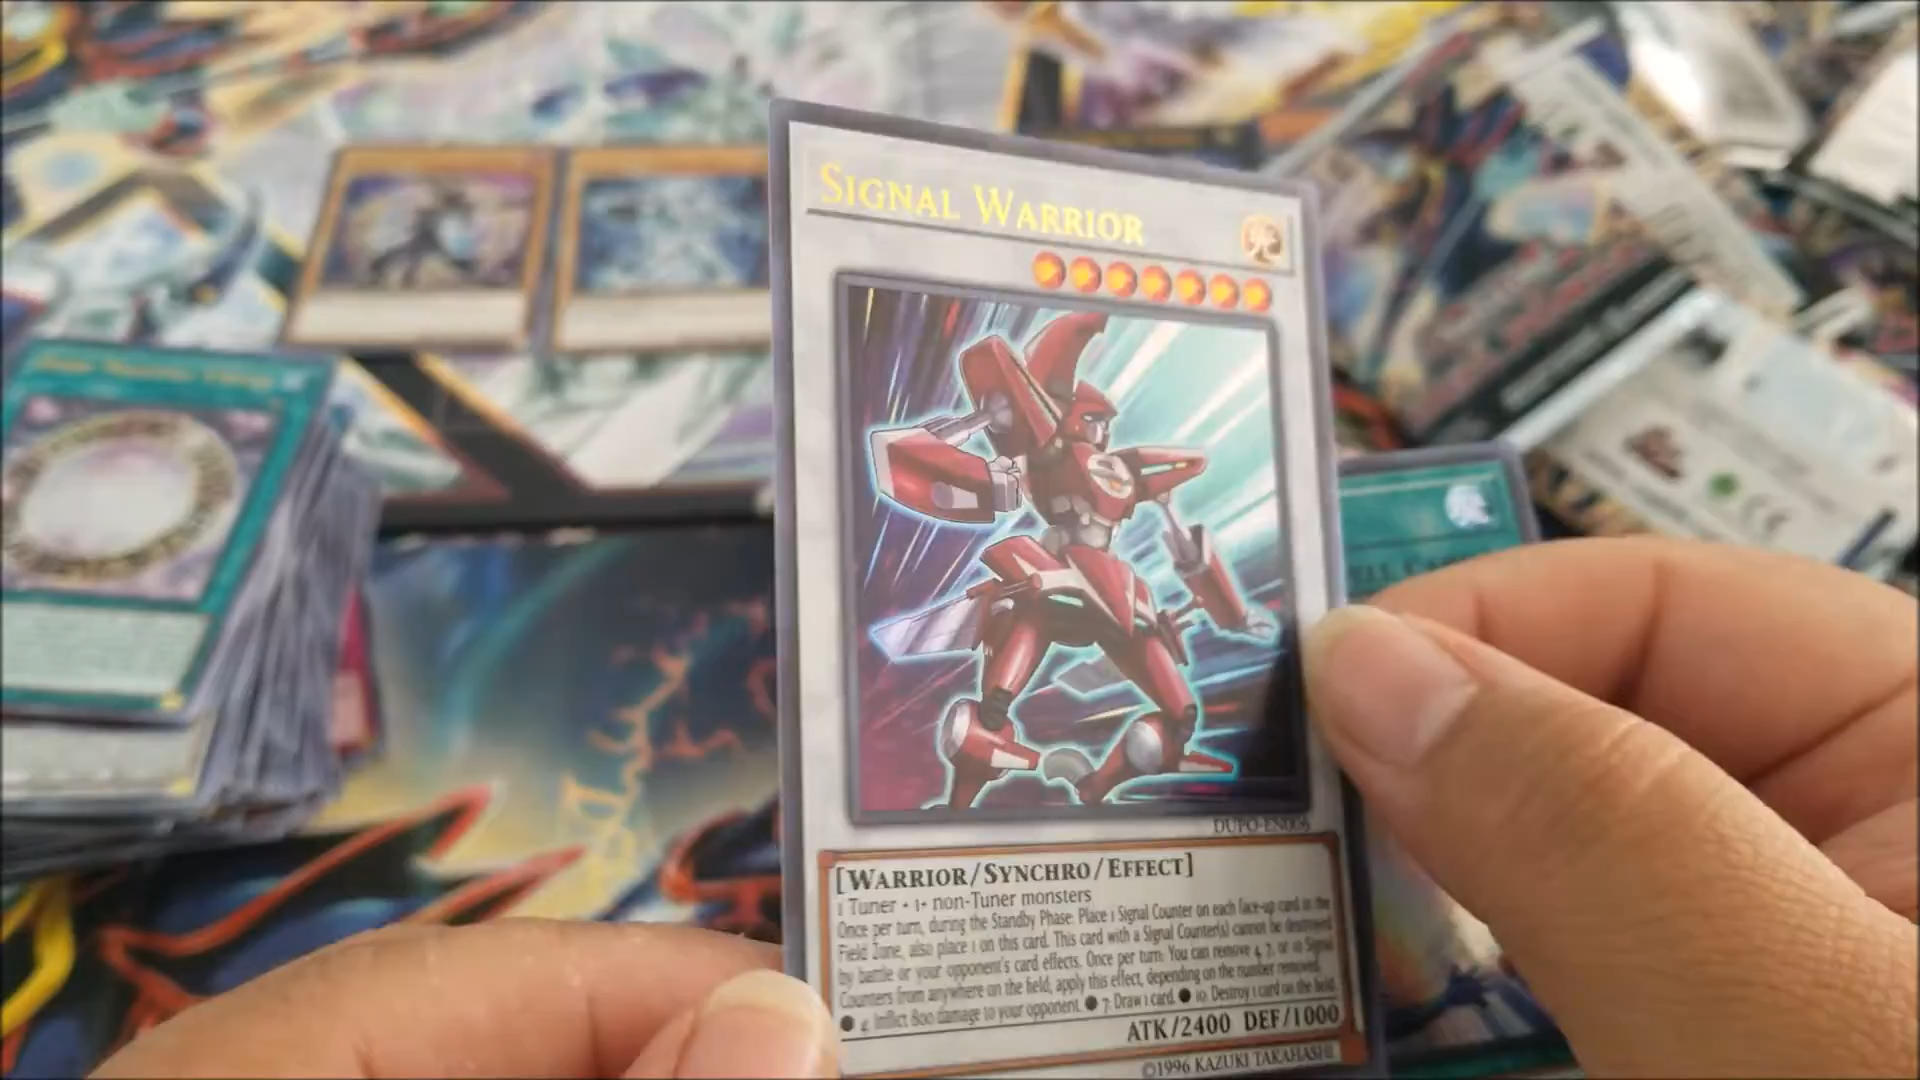 SIGNAL WARRIOR
DUPO-EN006
[WARRIOR/SYNCHRO/EFFECT]
1 Tuner + 1+ non-Tuner monsters
Once per turn, during the Standby Phase: Place 1 Signal Counter on each face-up card in the
Field Zone, also place 1 on this card. This card with a Signal Counter(s) cannot be destroyed
by battle or your opponent's card effects. Once per turn: You can remove 4, 7, or 10 Signal
Counters from anywhere on the field, apply this effect, depending on the number removed.
● 4: Inflict 800 damage to your opponent. ● 7: Draw 1 card. ● 10: Destroy 1 card on the field.
ATK/2400 DEF/1000
©1996 KAZUKI TAKAHASHI